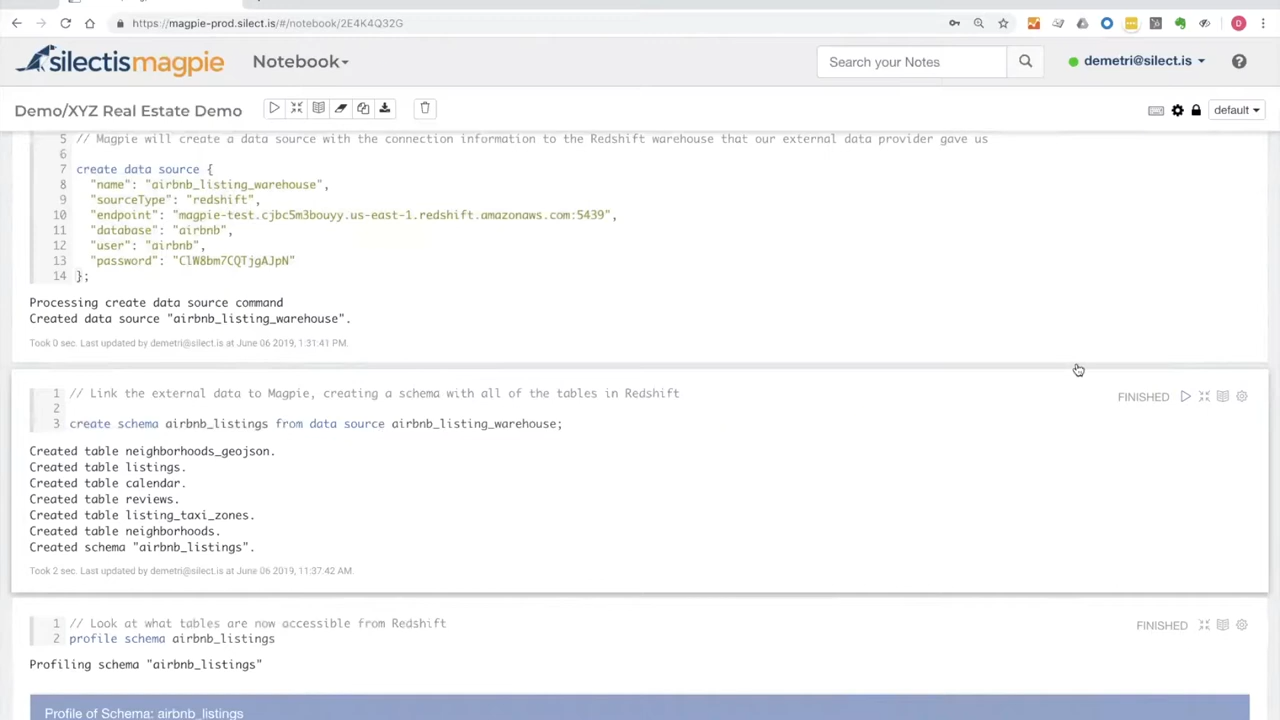 https://magpie-prod.silect.is/#/notebook/2E4K4Q32G
D
silectismagpie
Notebook
Search your Notes
demetri@silect.is
Demo/XYZ Real Estate Demo
default
5 // Magpie will create a data source with the connection information to the Redshift warehouse that our external data provider gave us
6
7 create data source {
8 "name": "airbnb_listing_warehouse",
9 "sourceType": "redshift",
10 "endpoint": "magpie-test.cjbc5m3bouyy.us-east-1.redshift.amazonaws.com:5439",
11 "database": "airbnb",
12 "user": "airbnb",
13 "password": "ClW8bm7CQTjgAJpN"
14 };
Processing create data source command
Created data source "airbnb_listing_warehouse".
Took 0 sec. Last updated by demetri@silect.is at June 06 2019, 1:31:41 PM.
1 // Link the external data to Magpie, creating a schema with all of the tables in Redshift
FINISHED
2
3 create schema airbnb_listings from data source airbnb_listing_warehouse;
Created table neighborhoods_geojson.
Created table listings.
Created table calendar.
Created table reviews.
Created table listing_taxi_zones.
Created table neighborhoods.
Created schema "airbnb_listings".
Took 2 sec. Last updated by demetri@silect.is at June 06 2019, 11:37:42 AM.
1 // Look at what tables are now accessible from Redshift
FINISHED
2 profile schema airbnb_listings
Profiling schema "airbnb_listings"
Profile of Schema: airbnb_listings